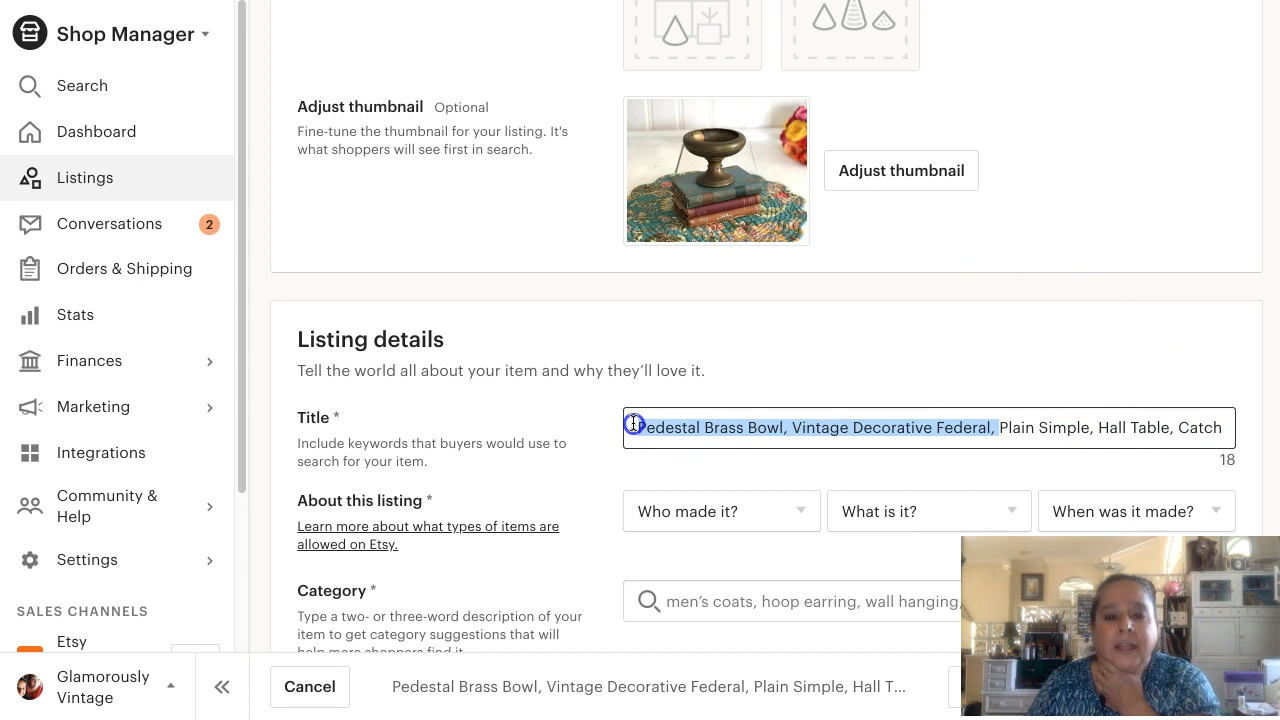 Shop Manager
Search
Dashboard
Listings
Conversations 2
Orders & Shipping
Stats
Finances
Marketing
Integrations
Community &
Help
Settings
SALES CHANNELS
Etsy
Glamorously
Vintage
Adjust thumbnail Optional
Fine-tune the thumbnail for your listing. It's
what shoppers will see first in search.
Adjust thumbnail
Listing details
Tell the world all about your item and why they’ll love it.
Title *
Include keywords that buyers would use to
search for your item.
Pedestal Brass Bowl, Vintage Decorative Federal, Plain Simple, Hall Table, Catch
18
About this listing *
Learn more about what types of items are
allowed on Etsy.
Who made it?
What is it?
When was it made?
Category *
Type a two- or three-word description of your
item to get category suggestions that will
help more shoppers find it.
men’s coats, hoop earring, wall hanging,
Cancel
Pedestal Brass Bowl, Vintage Decorative Federal, Plain Simple, Hall T...